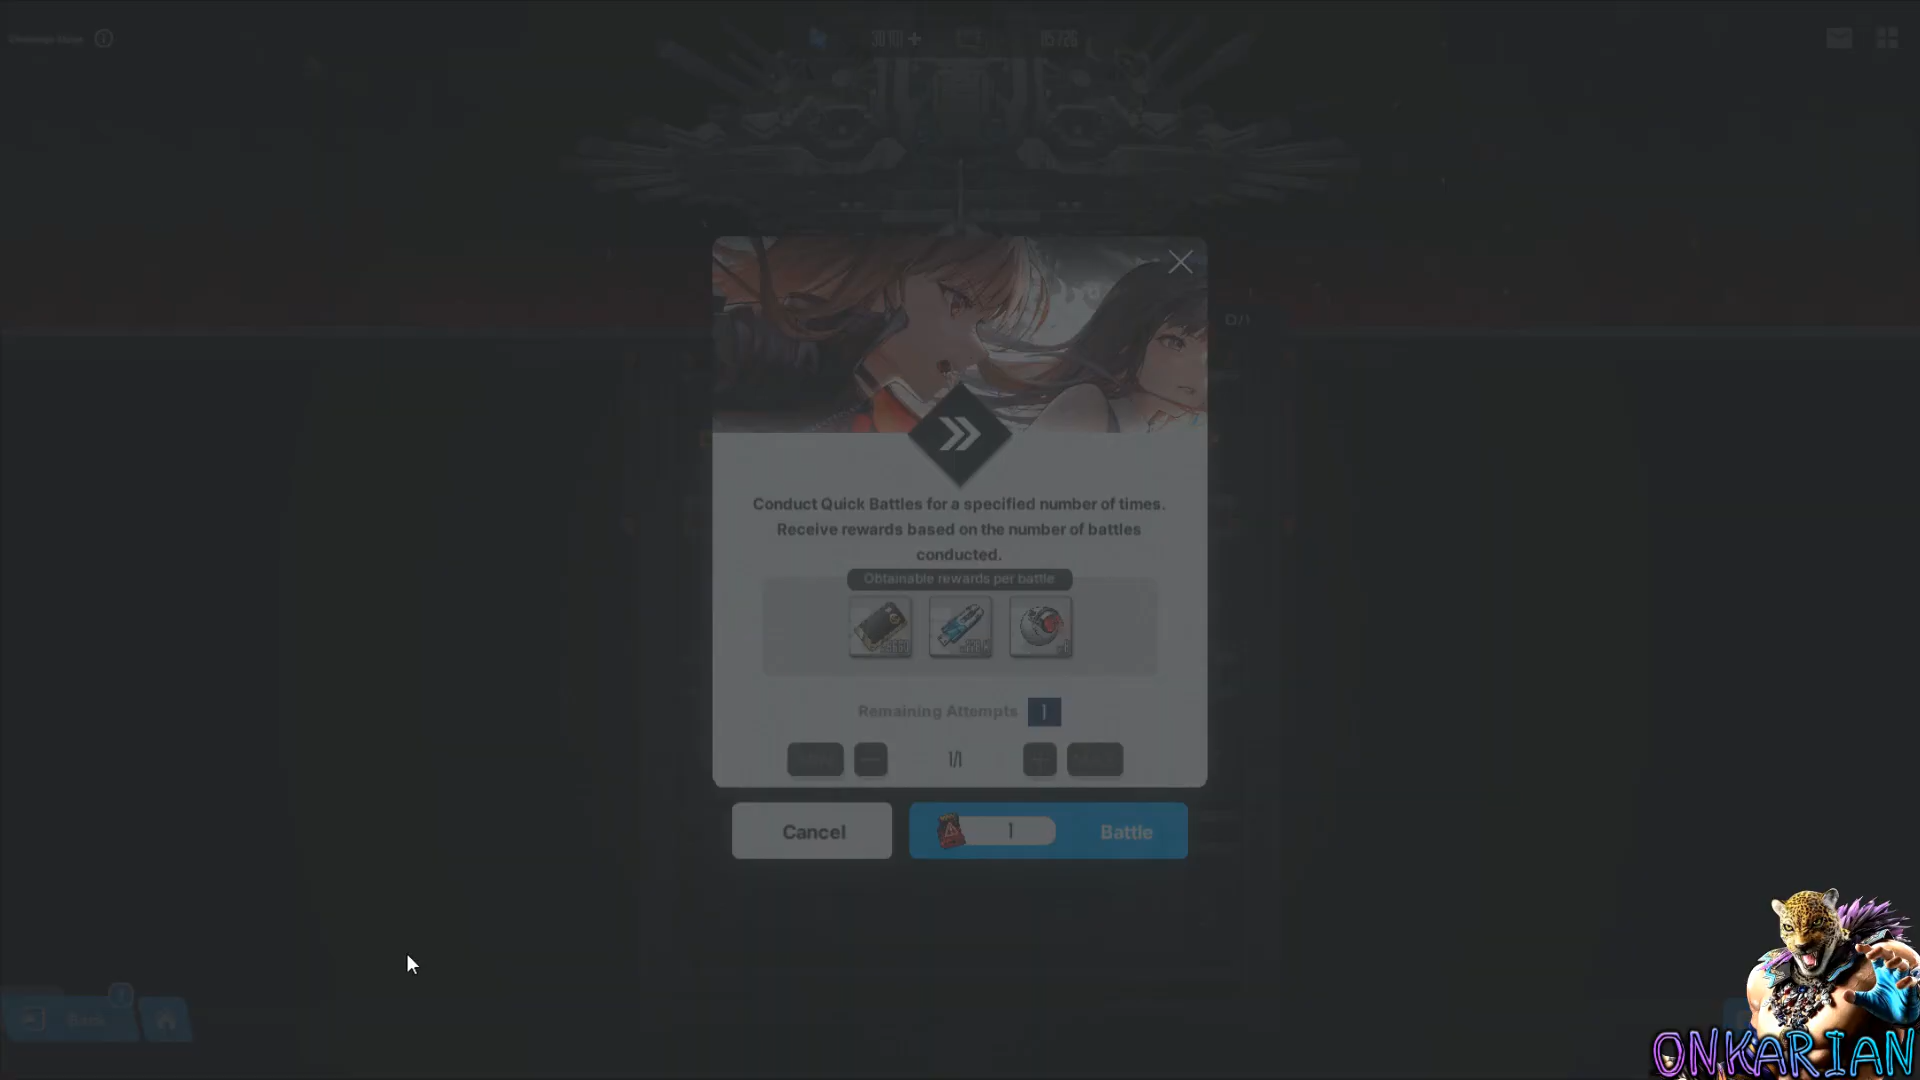 Conduct Quick Battles for a specified number of times.
Receive rewards based on the number of battles
conducted.
Obtainable rewards per battle
Remaining Attempts 1
1/1
Cancel
1 Battle
Base
ONKARIAN